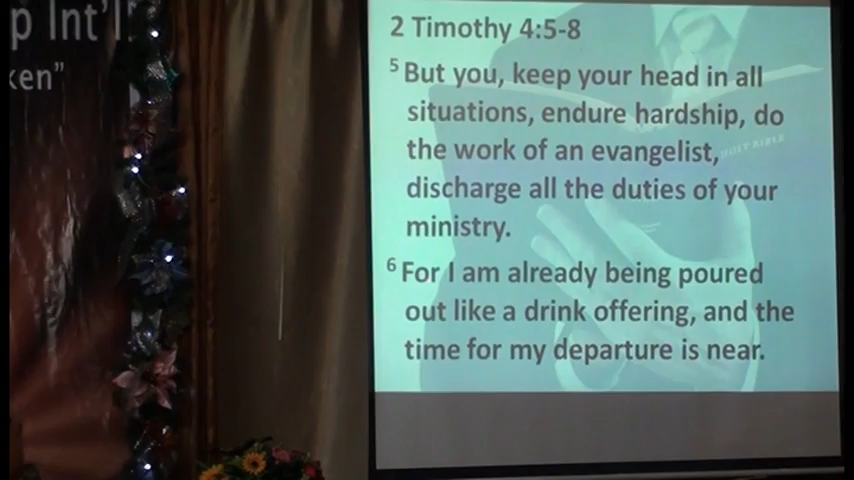 p Int'l
ken"
2 Timothy 4:5-8
5 But you, keep your head in all
situations, endure hardship, do
the work of an evangelist,
HOLY BIBLE
discharge all the duties of your
ministry.
6 For I am already being poured
out like a drink offering, and the
time for my departure is near.